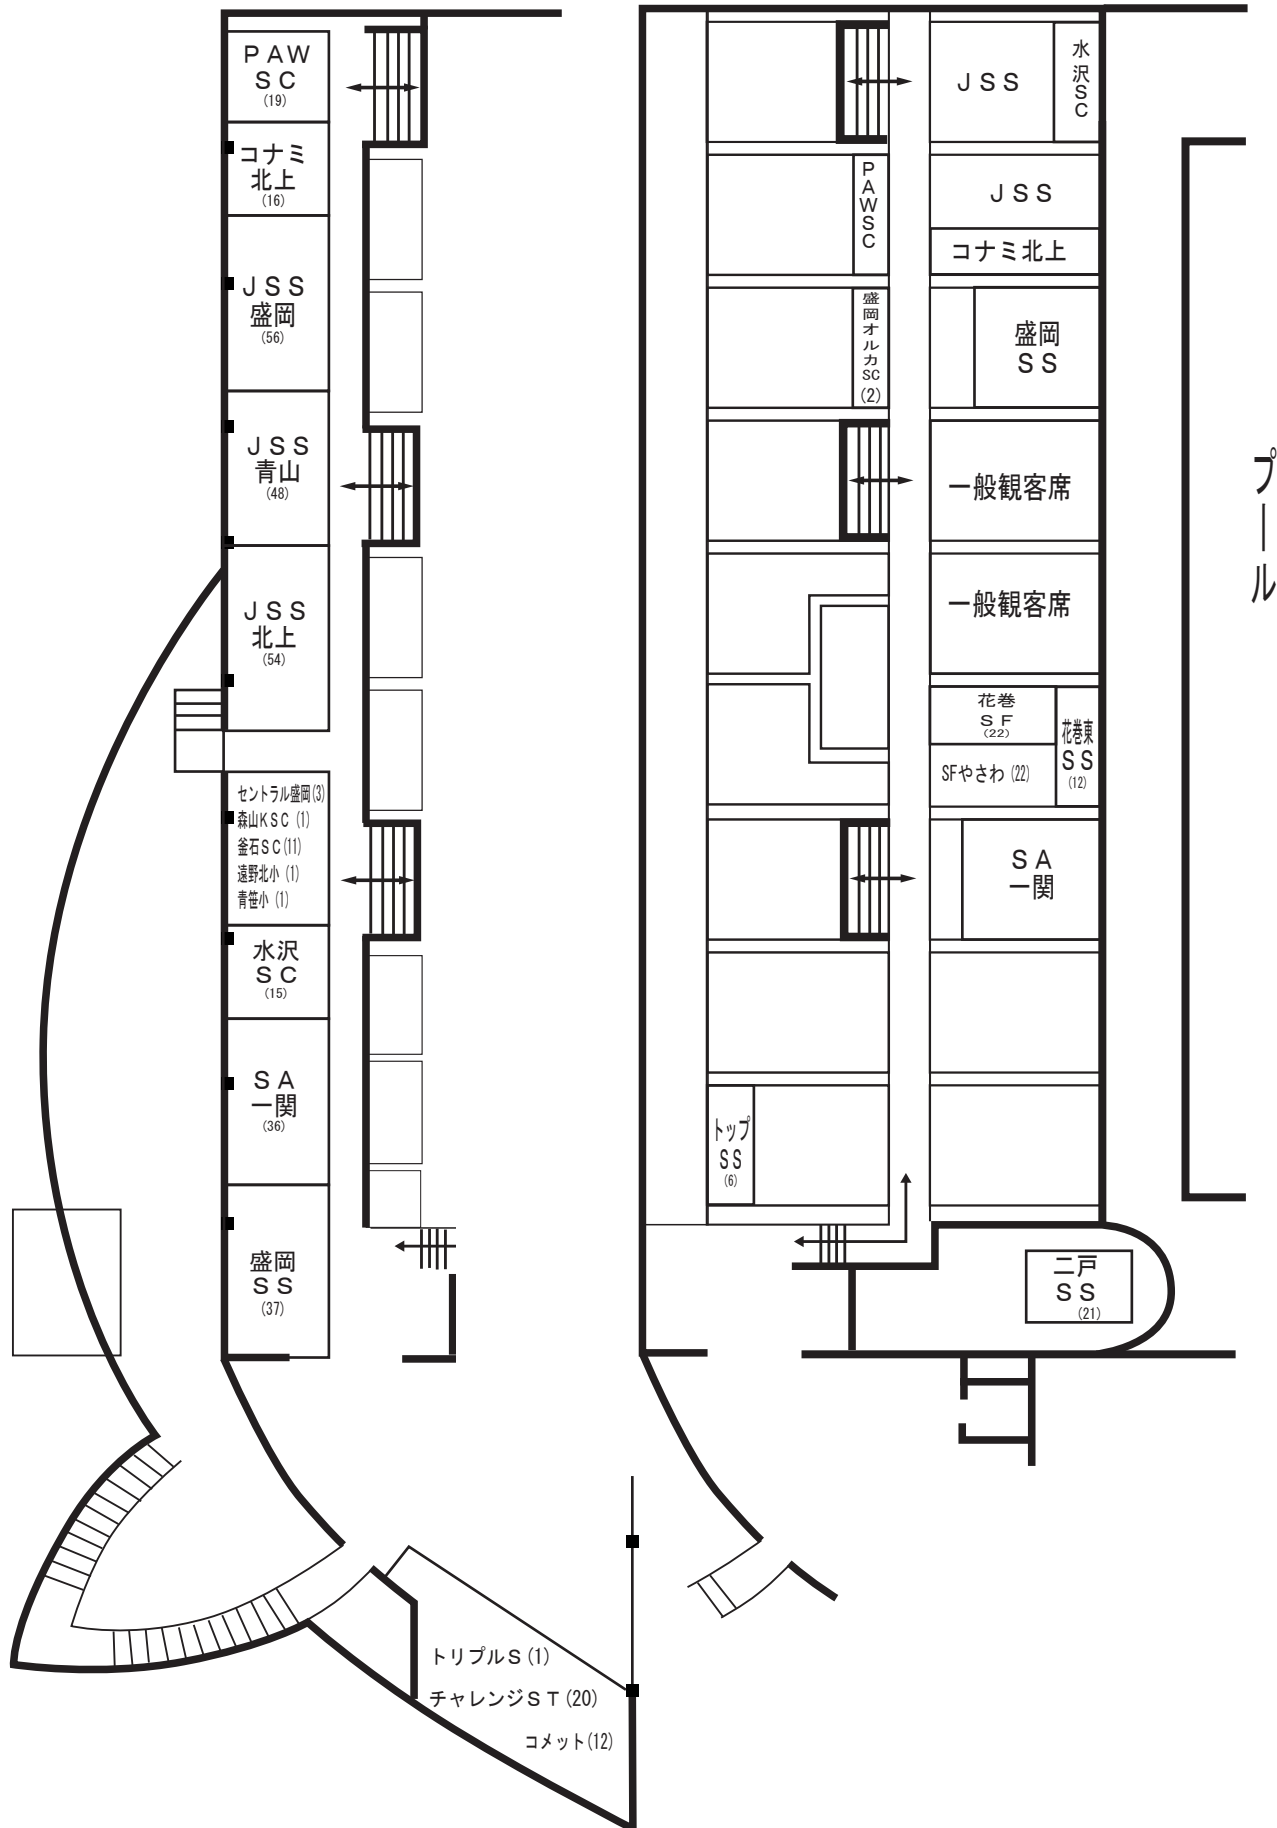 ＰＡＷ
ＳＣ
(19)
コナミ
北上
(16)
ＪＳＳ
盛岡
(56)
ＪＳＳ
青山
(48)
ＪＳＳ
北上
(54)
セントラル盛岡(3)
森山ＫＳＣ (1)
釜石ＳＣ(11)
遠野北小 (1)
青笹小 (1)
水沢
ＳＣ
(15)
ＳＡ
一関
(36)
盛岡
ＳＳ
(37)
トリプルＳ(1)
チャレンジＳＴ(20)
コメット(12)
ＪＳＳ
水沢ＳＣ
ＰＡＷＳＣ
ＪＳＳ
コナミ北上
盛岡オルカSC
(2)
盛岡
ＳＳ
一般観客席
一般観客席
花巻
ＳＦ
(22)
SFやさわ(22)
花巻東
ＳＳ
(12)
ＳＡ
一関
トップ
ＳＳ
(6)
二戸
ＳＳ
(21)
プール